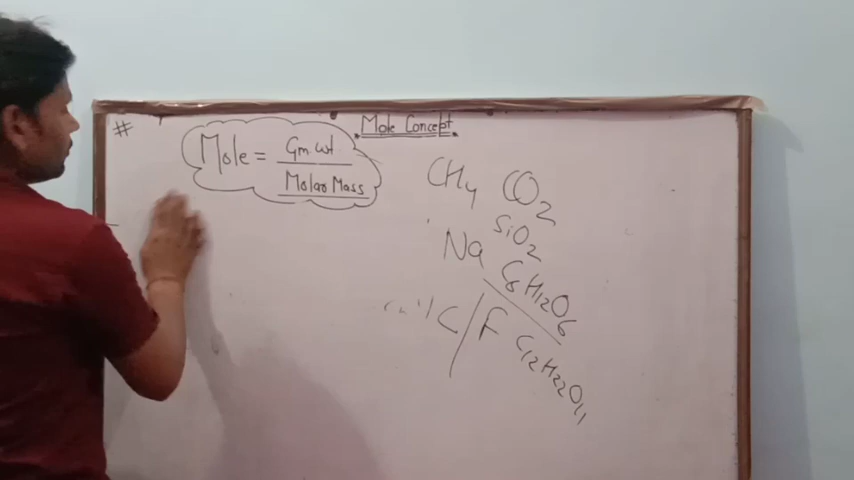 Mole Concept
#
Mole = Gm. wt
Molar Mass
CH4 CO2
SiO2
Na
C6H12O6
C/F
C12H22O11